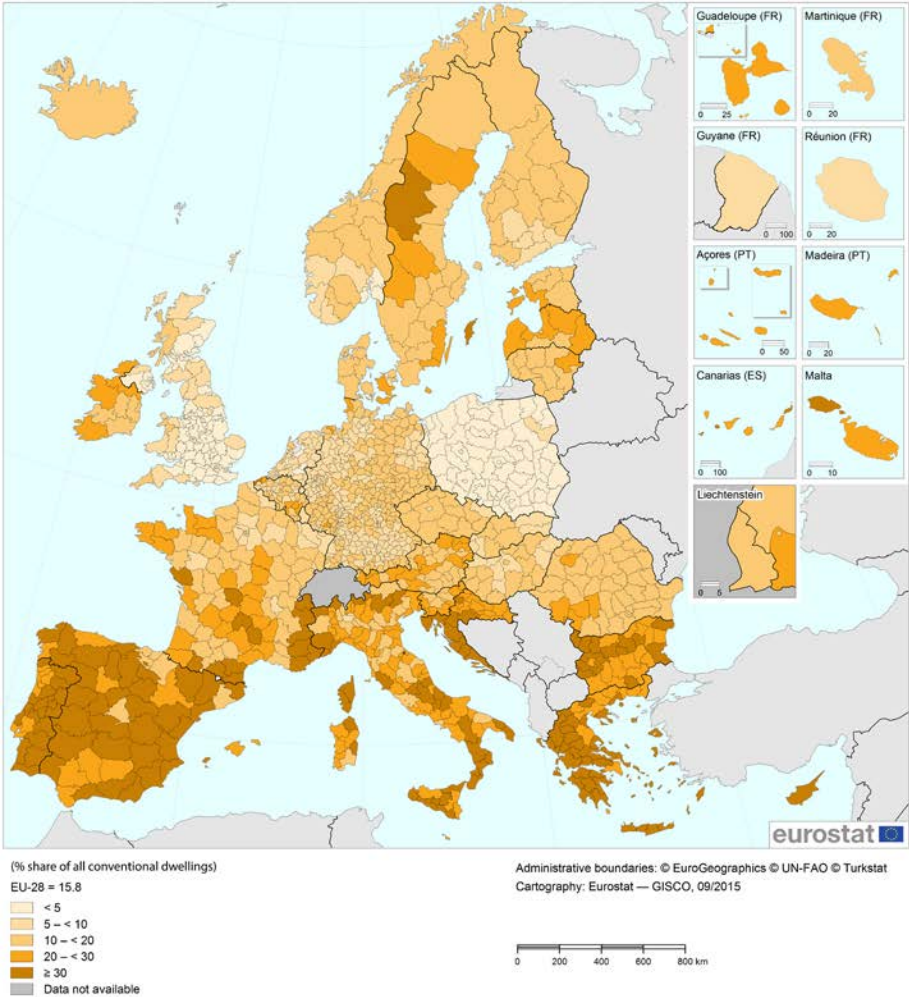 Guadeloupe (FR)
0 25
Martinique (FR)
0 20
Guyane (FR)
0 100
Réunion (FR)
0 20
Açores (PT)
0 50
Madeira (PT)
0 20
Canarias (ES)
0 100
Malta
0 10
Liechtenstein
0 5
eurostat
(% share of all conventional dwellings)
EU-28 = 15.8
< 5
5 – < 10
10 – < 20
20 – < 30
≥ 30
Data not available
Administrative boundaries: © EuroGeographics © UN-FAO © Turkstat
Cartography: Eurostat — GISCO, 09/2015
0 200 400 600 800 km